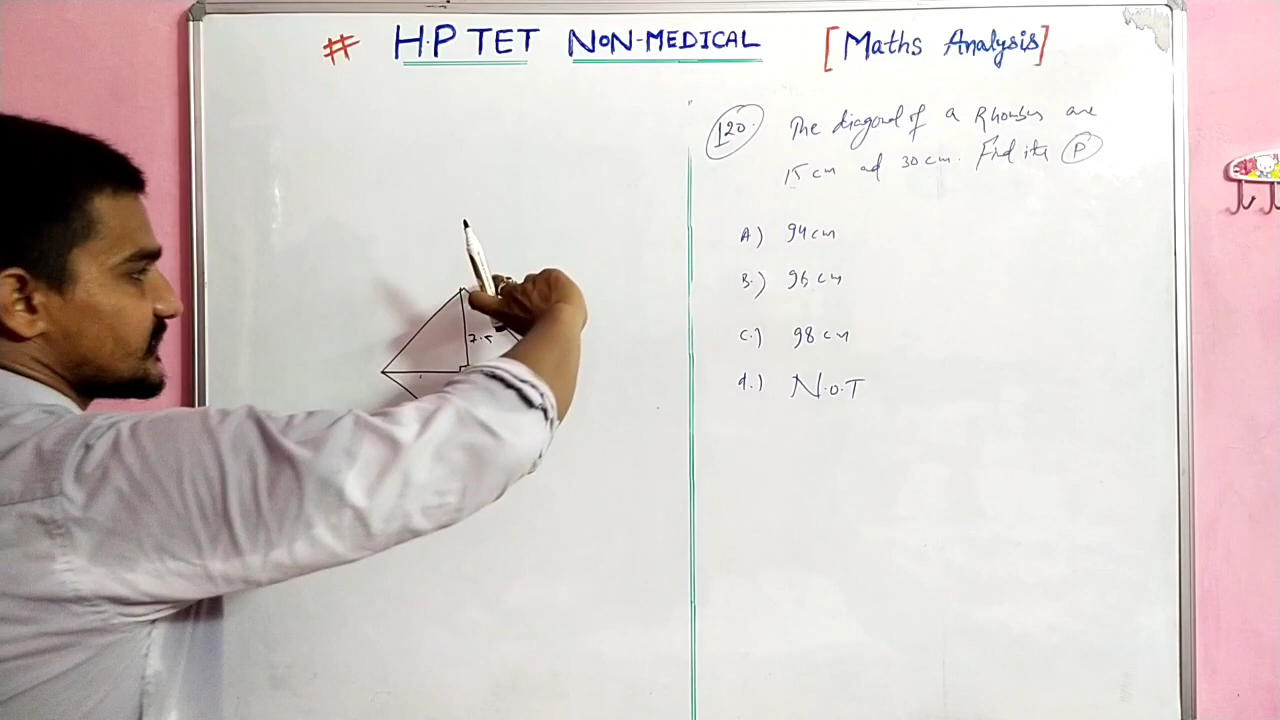 # H.P TET NON-MEDICAL [Maths Analysis]
120. The diagonal of a Rhombus are
15 cm ad 30 cm. Find its P
A) 94 cm
B.) 96 cm
C.) 98 cm
d.) N.O.T
7.5